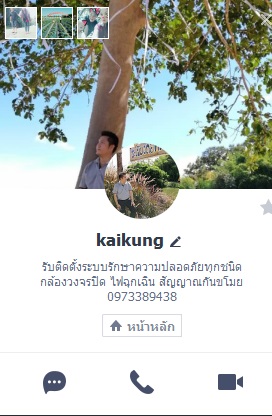 kaikung
รับติดตั้งระบบรักษาความปลอดภัยทุกชนิด
กล้องวงจรปิด ไฟฉุกเฉิน สัญญาณกันขโมย
0973389438
หน้าหลัก